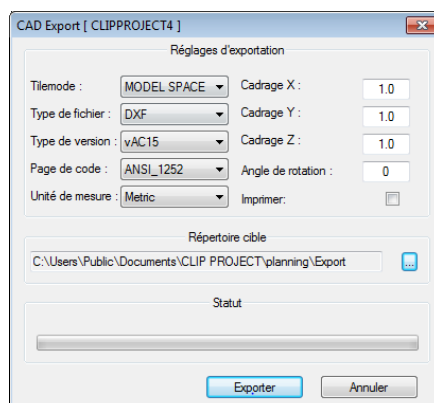 CAD Export [ CLIPPROJECT4 ]
Réglages d'exportation
Tilemode : MODEL SPACE Cadrage X : 1.0
Type de fichier : DXF Cadrage Y : 1.0
Type de version : vAC15 Cadrage Z : 1.0
Page de code : ANSI_1252 Angle de rotation : 0
Unité de mesure : Metric Imprimer:
Répertoire cible
C:\Users\Public\Documents\CLIP PROJECT\planning\Export ...
Statut
Exporter Annuler